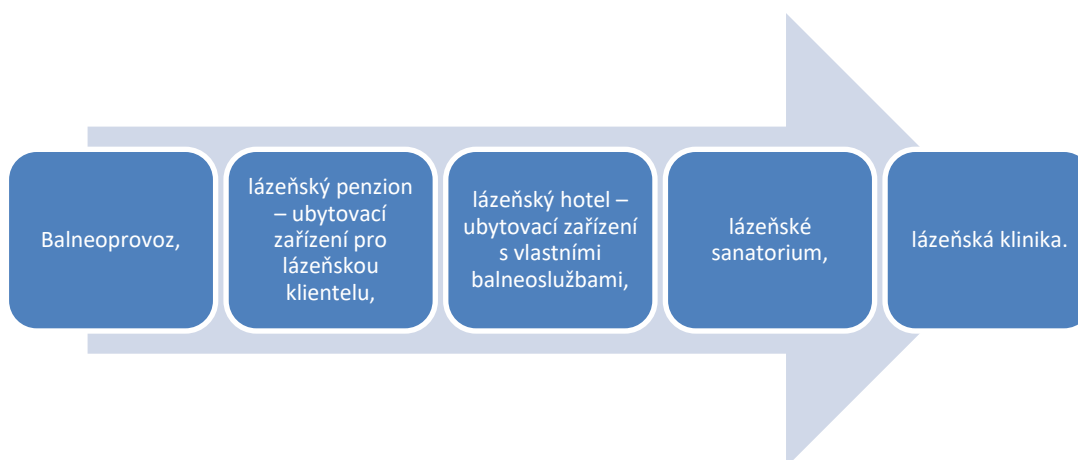 Balneoprovoz,
lázeňský penzion
– ubytovací
zařízení pro
lázeňskou
klientelu,
lázeňský hotel –
ubytovací zařízení
s vlastními
balneoslužbami,
lázeňské
sanatorium,
lázeňská klinika.